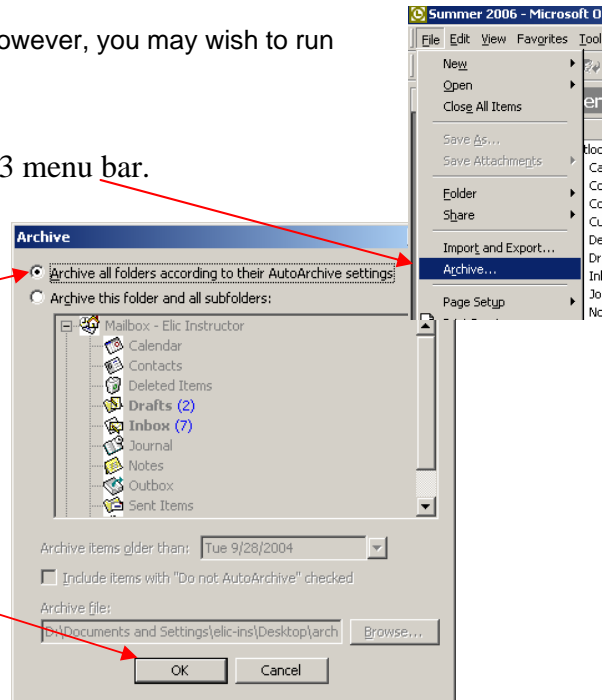 owever, you may wish to run
3 menu bar.
Summer 2006 - Microsoft O
File Edit View Favorites Tool
New
Open
Close All Items
Save As...
Save Attachments
Folder
Share
Import and Export...
Archive...
Page Setup
Archive
Archive all folders according to their AutoArchive settings
Archive this folder and all subfolders:
Mailbox - Elic Instructor
Calendar
Contacts
Deleted Items
Drafts (2)
Inbox (7)
Journal
Notes
Outbox
Sent Items
Archive items older than: Tue 9/28/2004
Include items with "Do not AutoArchive" checked
Archive file:
D:\Documents and Settings\elic-ins\Desktop\arch Browse...
OK Cancel